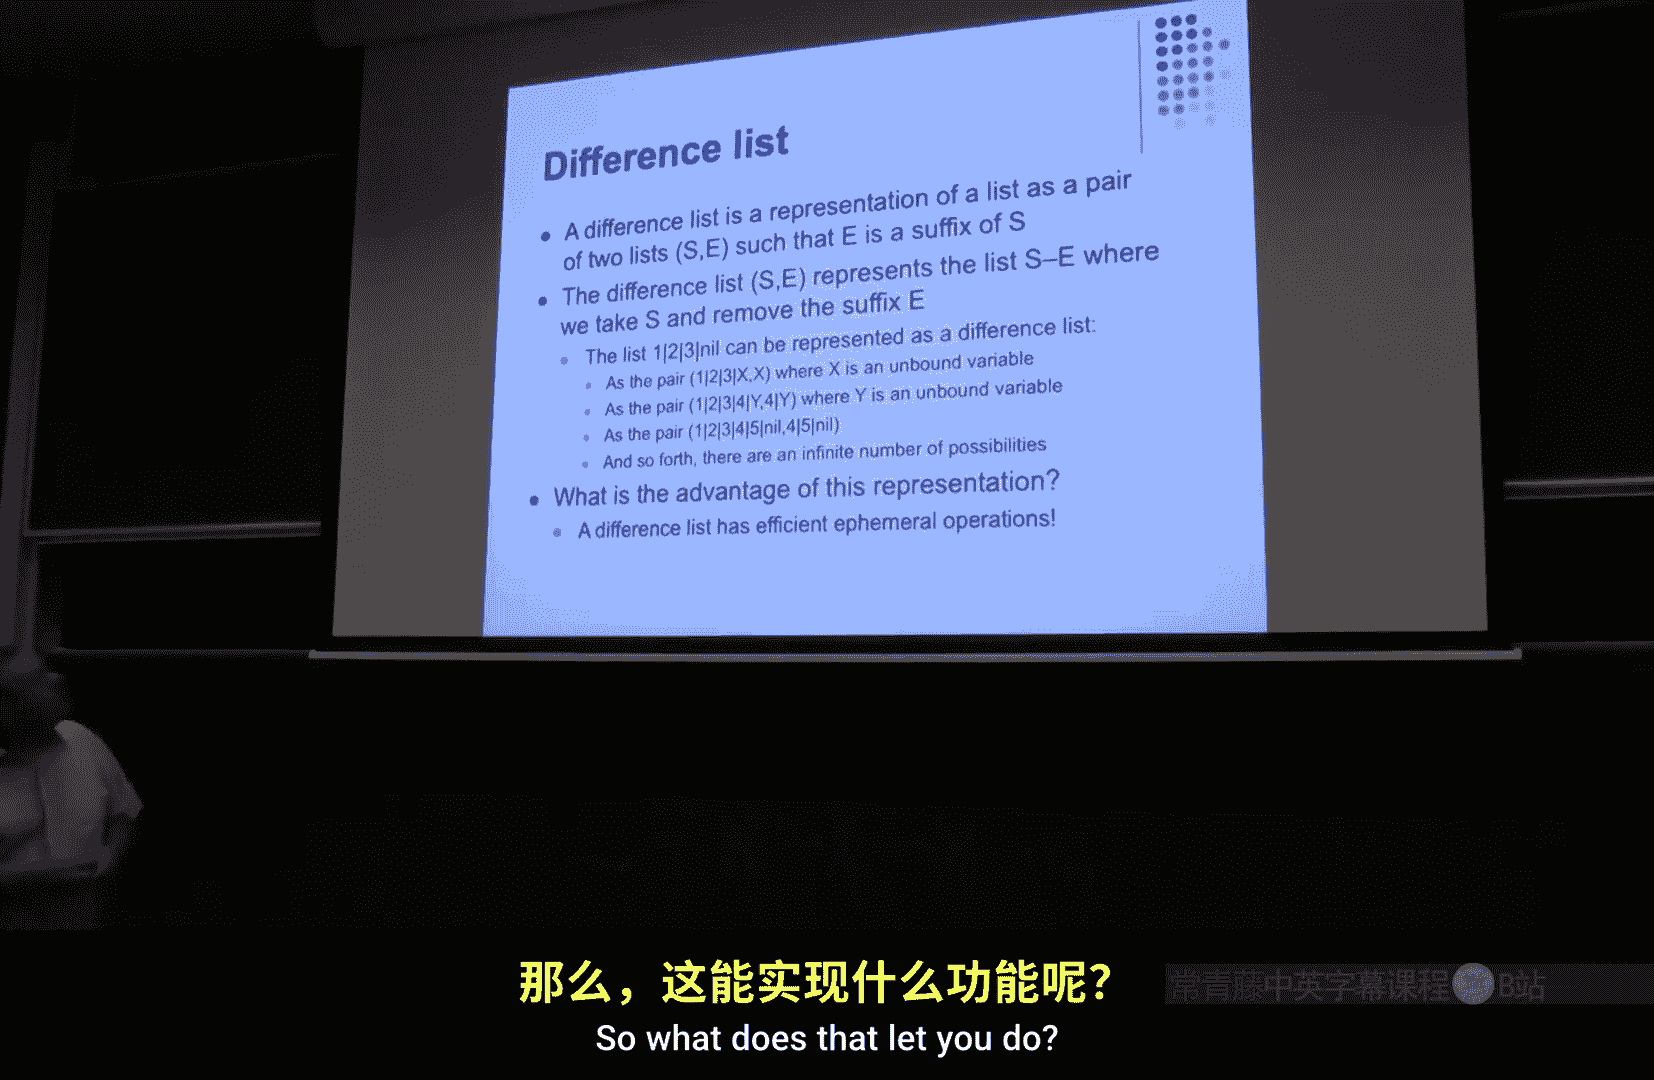 Difference list
A difference list is a representation of a list as a pair
of two lists (S,E) such that E is a suffix of S
The difference list (S,E) represents the list S–E where
we take S and remove the suffix E
The list 1|2|3|nil can be represented as a difference list:
As the pair (1|2|3|X,X) where X is an unbound variable
As the pair (1|2|3|4|Y,4|Y) where Y is an unbound variable
As the pair (1|2|3|4|5|nil,4|5|nil)
And so forth, there are an infinite number of possibilities
What is the advantage of this representation?
A difference list has efficient ephemeral operations!
那么，这能实现什么功能呢？
常青藤中英字幕课程 B站
So what does that let you do?